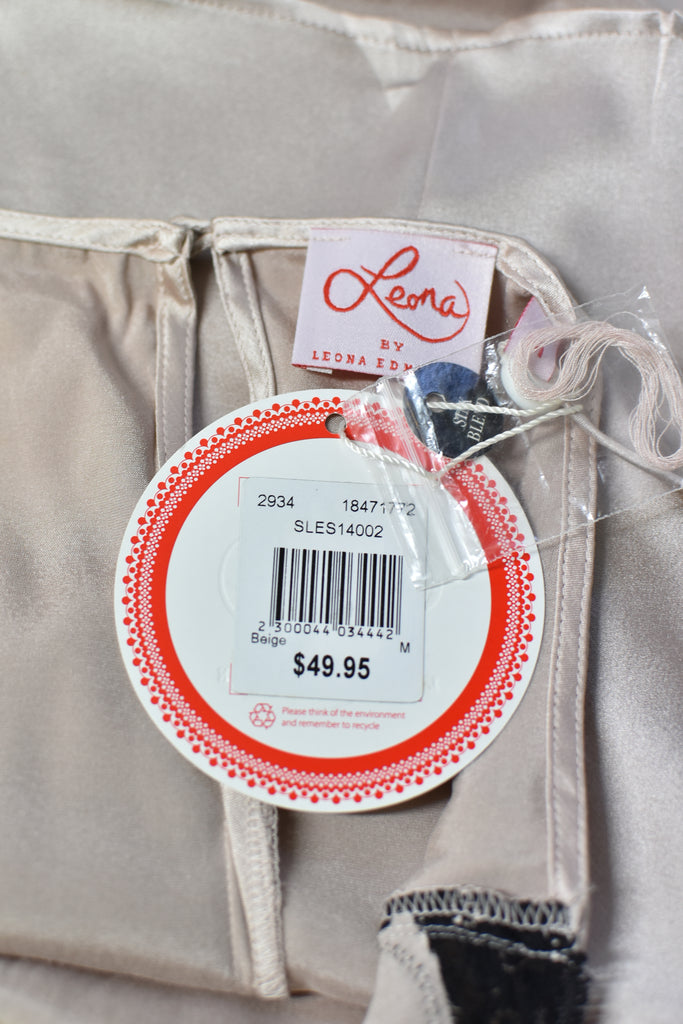 Leona
BY
LEONA
BLEND
2934 18471772
SLES14002
2 300044 034442
Beige M
$49.95
Please think of the environment
and remember to recycle